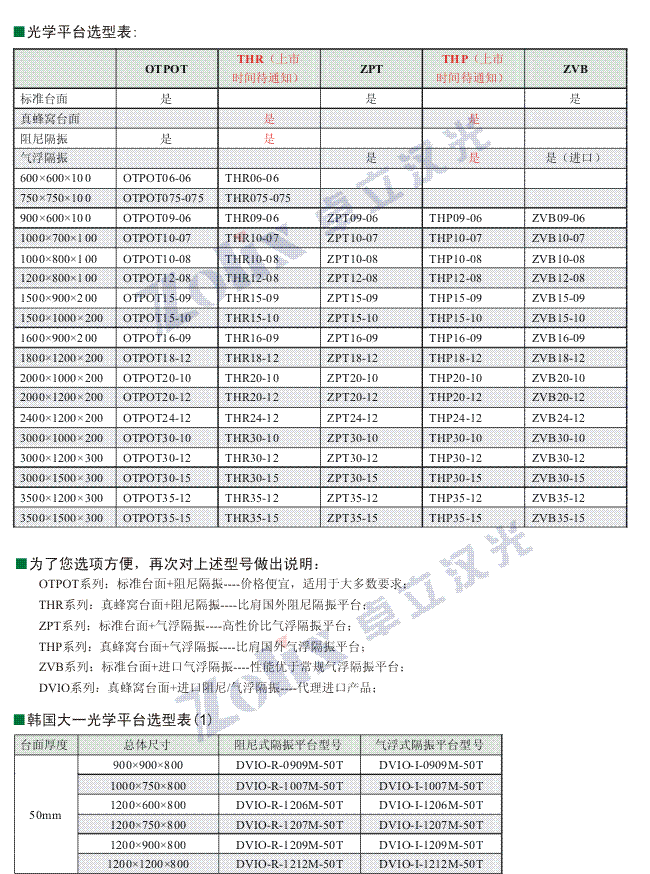 ■光学平台选型表:
OTPOT THR（上市时间待通知） ZPT THP（上市时间待通知） ZVB
标准台面 是 是 是
真蜂窝台面 是 是
阻尼隔振 是 是
气浮隔振 是 是 是（进口）
600×600×100 OTPOT06-06 THR06-06
750×750×100 OTPOT075-075 THR075-075
900×600×100 OTPOT09-06 THR09-06 ZPT09-06 THP09-06 ZVB09-06
1000×700×100 OTPOT10-07 THR10-07 ZPT10-07 THP10-07 ZVB10-07
1000×800×100 OTPOT10-08 THR10-08 ZPT10-08 THP10-08 ZVB10-08
1200×800×100 OTPOT12-08 THR12-08 ZPT12-08 THP12-08 ZVB12-08
1500×900×200 OTPOT15-09 THR15-09 ZPT15-09 THP15-09 ZVB15-09
1500×1000×200 OTPOT15-10 THR15-10 ZPT15-10 THP15-10 ZVB15-10
1600×900×200 OTPOT16-09 THR16-09 ZPT16-09 THP16-09 ZVB16-09
1800×1200×200 OTPOT18-12 THR18-12 ZPT18-12 THP18-12 ZVB18-12
2000×1000×200 OTPOT20-10 THR20-10 ZPT20-10 THP20-10 ZVB20-10
2000×1200×200 OTPOT20-12 THR20-12 ZPT20-12 THP20-12 ZVB20-12
2400×1200×200 OTPOT24-12 THR24-12 ZPT24-12 THP24-12 ZVB24-12
3000×1000×200 OTPOT30-10 THR30-10 ZPT30-10 THP30-10 ZVB30-10
3000×1200×300 OTPOT30-12 THR30-12 ZPT30-12 THP30-12 ZVB30-12
3000×1500×300 OTPOT30-15 THR30-15 ZPT30-15 THP30-15 ZVB30-15
3500×1200×300 OTPOT35-12 THR35-12 ZPT35-12 THP35-12 ZVB35-12
3500×1500×300 OTPOT35-15 THR35-15 ZPT35-15 THP35-15 ZVB35-15
Zolix 卓立汉光
■为了您选项方便，再次对上述型号做出说明：
OTPOT系列：标准台面+阻尼隔振----价格便宜，适用于大多数要求；
THR系列：真蜂窝台面+阻尼隔振----比肩国外阻尼隔振平台；
ZPT系列：标准台面+气浮隔振----高性价比气浮隔振平台；
THP系列：真蜂窝台面+气浮隔振----比肩国外气浮隔振平台；
ZVB系列：标准台面+进口气浮隔振----性能优于常规气浮隔振平台；
DVIO系列：真蜂窝台面+进口阻尼/气浮隔振----代理进口产品；
Zolix 卓立汉光
■韩国大一光学平台选型表(1)
台面厚度 总体尺寸 阻尼式隔振平台型号 气浮式隔振平台型号
50mm 900×900×800 DVIO-R-0909M-50T DVIO-I-0909M-50T
1000×750×800 DVIO-R-1007M-50T DVIO-I-1007M-50T
1200×600×800 DVIO-R-1206M-50T DVIO-I-1206M-50T
1200×750×800 DVIO-R-1207M-50T DVIO-I-1207M-50T
1200×900×800 DVIO-R-1209M-50T DVIO-I-1209M-50T
1200×1200×800 DVIO-R-1212M-50T DVIO-I-1212M-50T